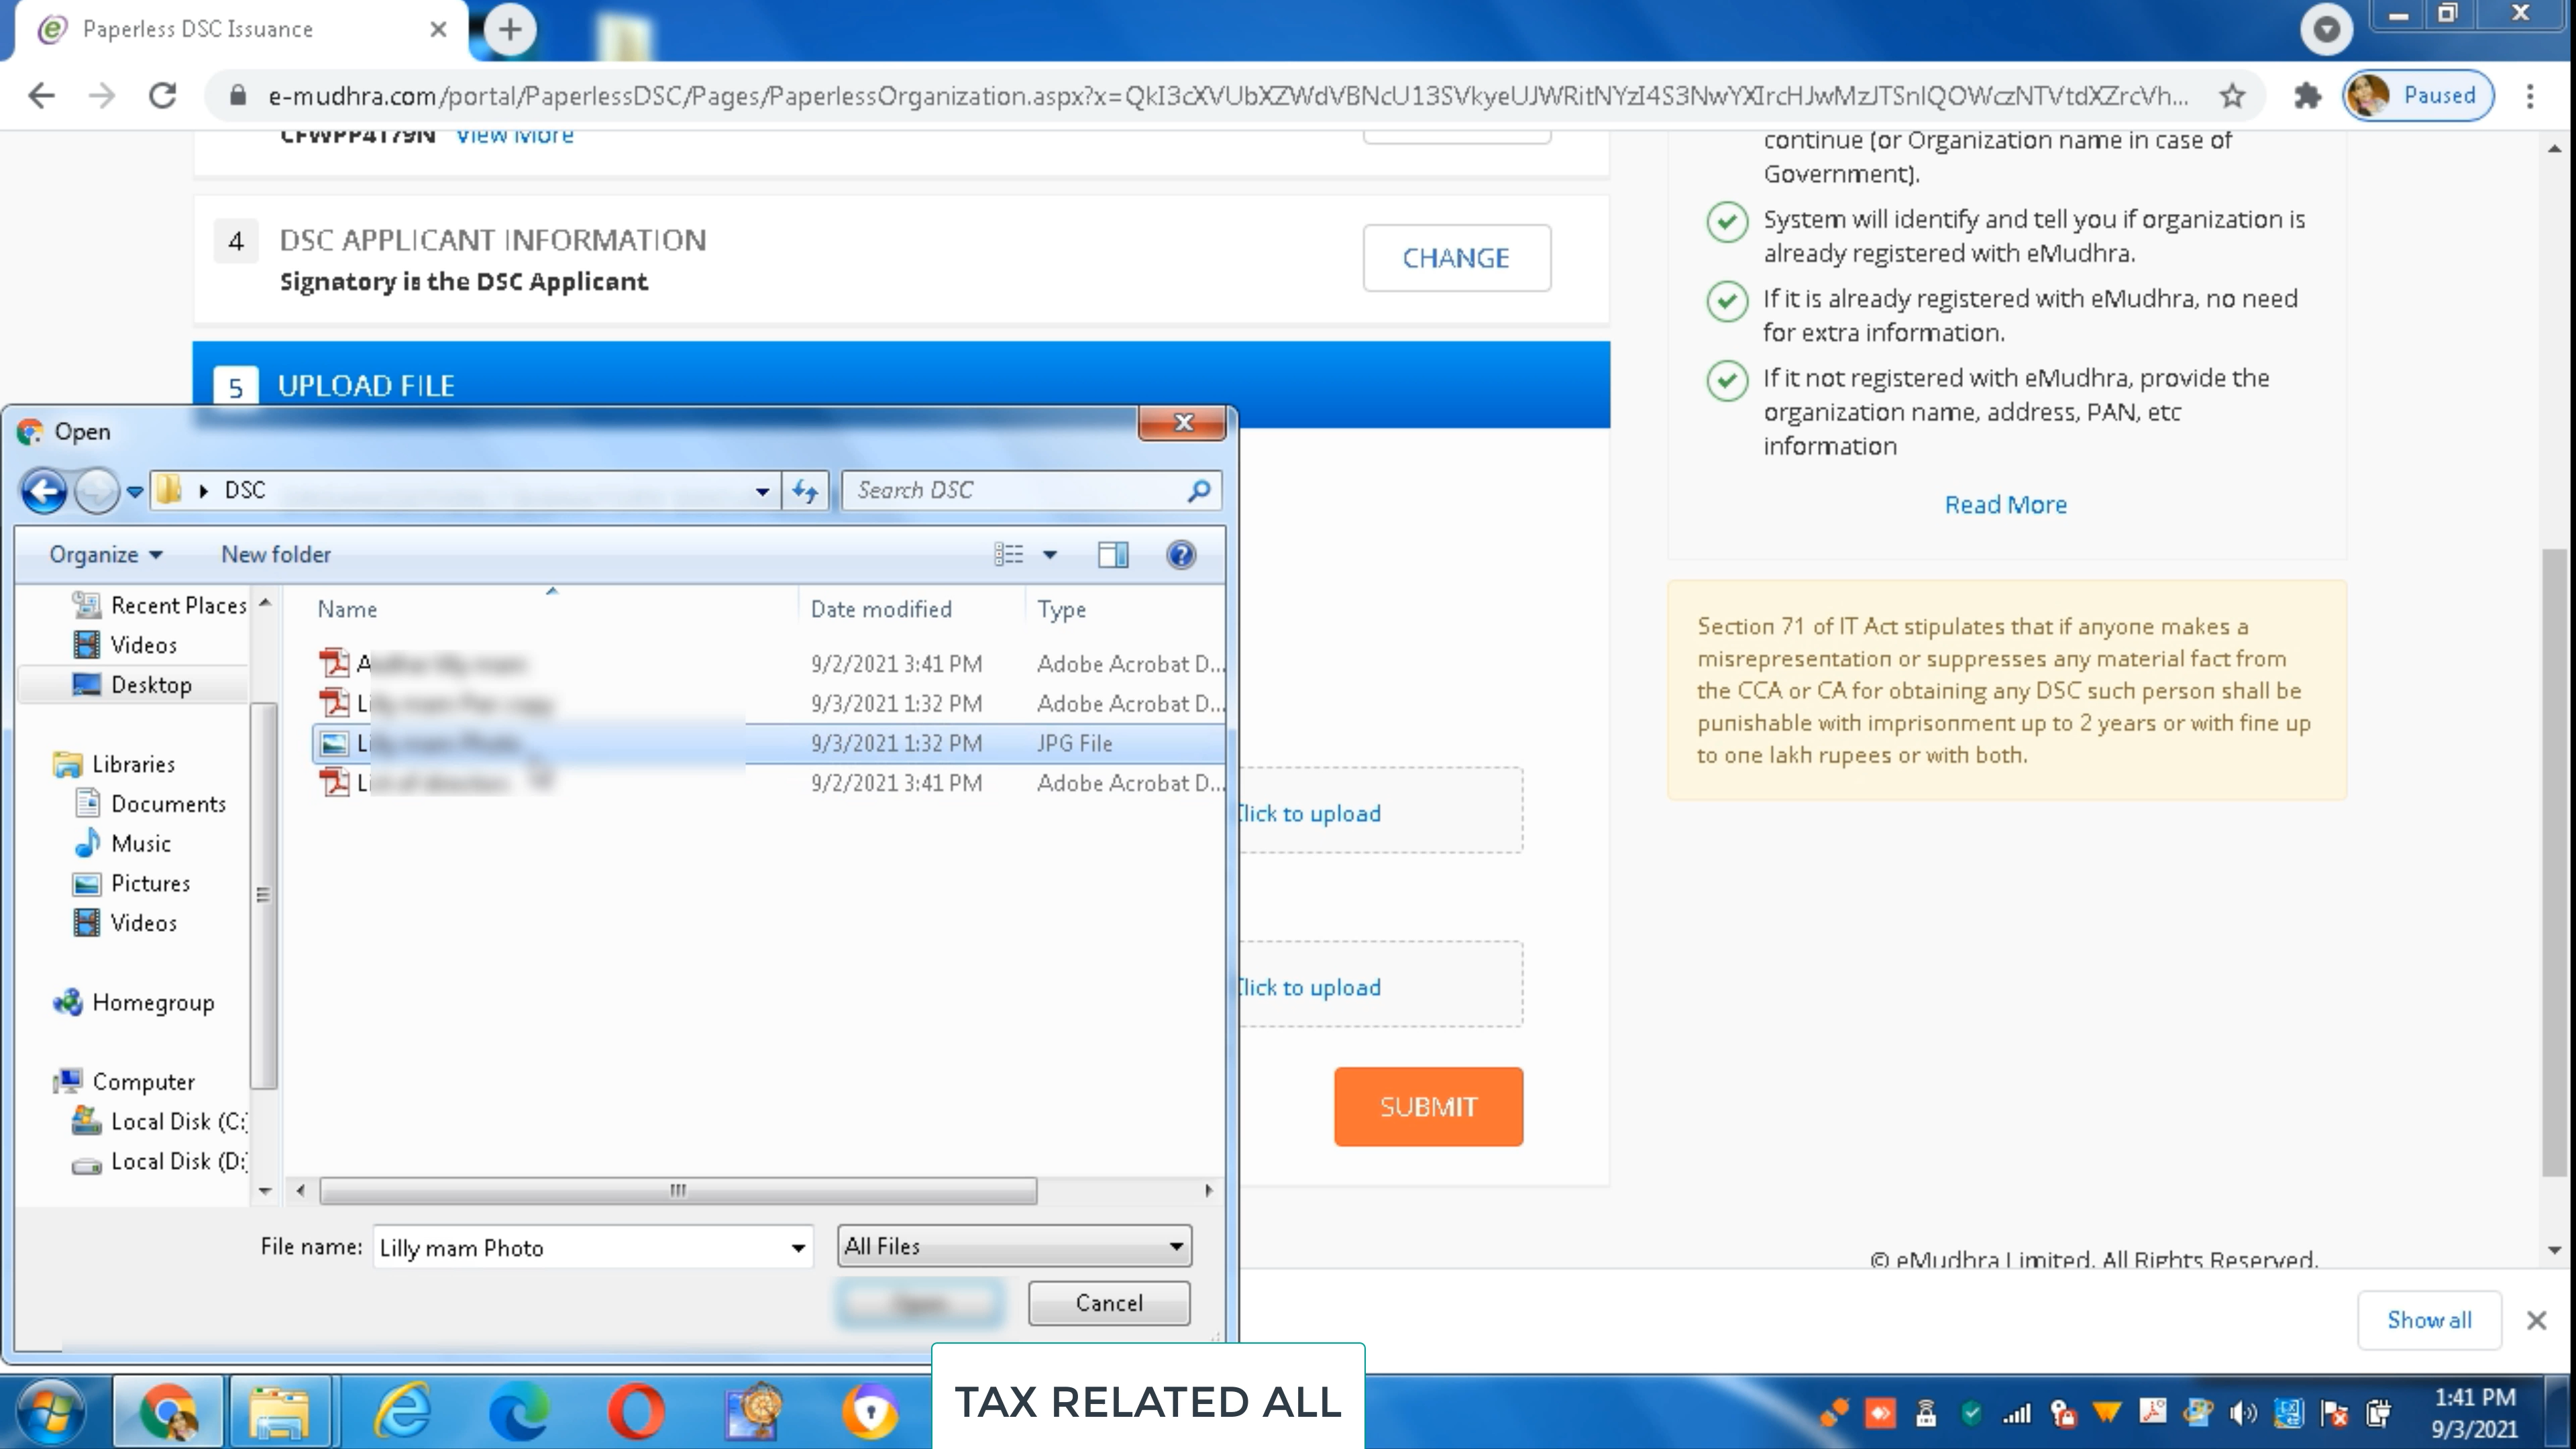 Paperless DSC Issuance
e-mudhra.com/portal/PaperlessDSC/Pages/PaperlessOrganization.aspx?x=QkI3cXVUbXZWdVBNcU13SVkyeUJWRitNYzI4S3NwYXIrcHJwMzJTSnlQOWczNTVtdXZrcVh...
Paused
CFWPP4179N View More
4 DSC APPLICANT INFORMATION
Signatory is the DSC Applicant
CHANGE
5 UPLOAD FILE
continue (or Organization name in case of
Government).
System will identify and tell you if organization is
already registered with eMudhra.
If it is already registered with eMudhra, no need
for extra information.
If it not registered with eMudhra, provide the
organization name, address, PAN, etc
information
Read More
Section 71 of IT Act stipulates that if anyone makes a
misrepresentation or suppresses any material fact from
the CCA or CA for obtaining any DSC such person shall be
punishable with imprisonment up to 2 years or with fine up
to one lakh rupees or with both.
Open
DSC
Search DSC
Organize New folder
Name Date modified Type
9/2/2021 3:41 PM Adobe Acrobat D...
9/3/2021 1:32 PM Adobe Acrobat D...
9/3/2021 1:32 PM JPG File
9/2/2021 3:41 PM Adobe Acrobat D...
Recent Places
Videos
Desktop
Libraries
Documents
Music
Pictures
Videos
Homegroup
Computer
Local Disk (C:
Local Disk (D:
File name: Lilly mam Photo
All Files
Cancel
lick to upload
lick to upload
SUBMIT
© eMudhra Limited. All Rights Reserved.
Show all
TAX RELATED ALL
1:41 PM
9/3/2021